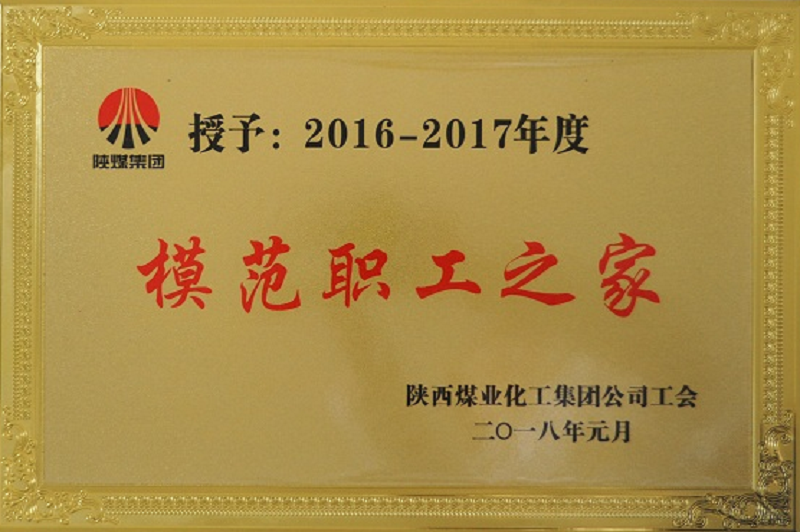 陕煤集团
授予：2016-2017年度
模范职工之家
陕西煤业化工集团公司工会
二〇一八年元月